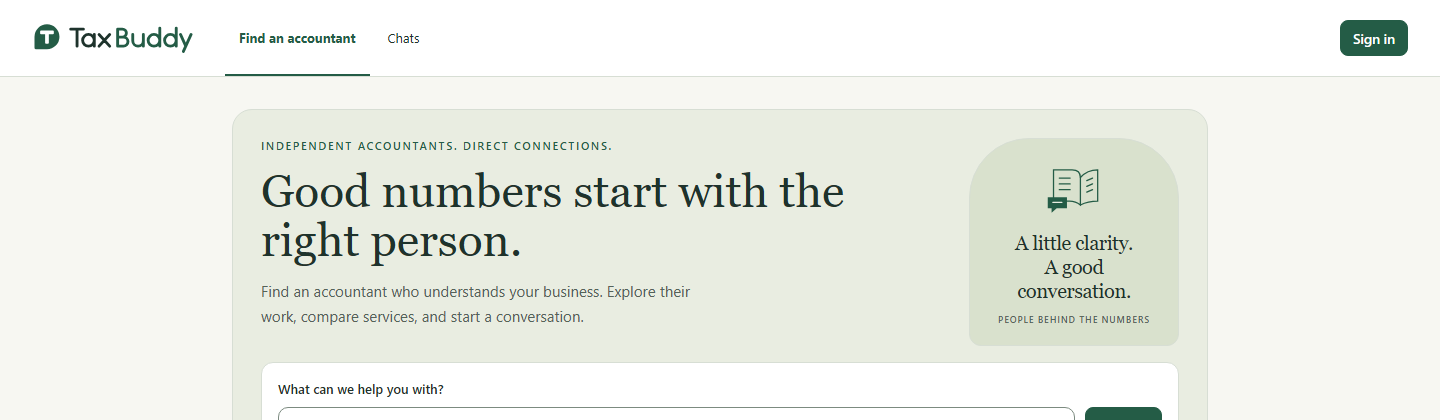 TaxBuddy
Find an accountant
Chats
Sign in
INDEPENDENT ACCOUNTANTS. DIRECT CONNECTIONS.
Good numbers start with the
right person.
Find an accountant who understands your business. Explore their
work, compare services, and start a conversation.
A little clarity.
A good
conversation.
PEOPLE BEHIND THE NUMBERS
What can we help you with?